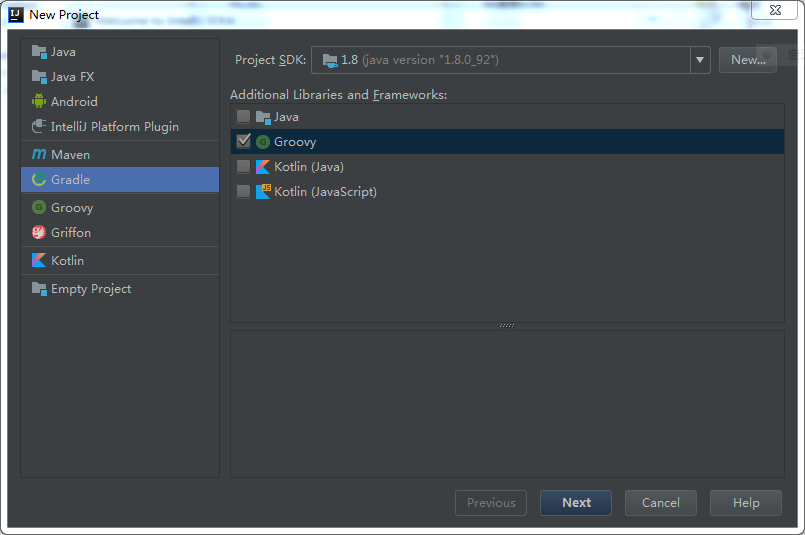 New Project
Java
Java FX
Android
IntelliJ Platform Plugin
Maven
Gradle
Groovy
Griffon
Kotlin
Empty Project
Project SDK: 1.8 (java version "1.8.0_92") New...
Additional Libraries and Frameworks:
Java
Groovy
Kotlin (Java)
Kotlin (JavaScript)
Previous Next Cancel Help